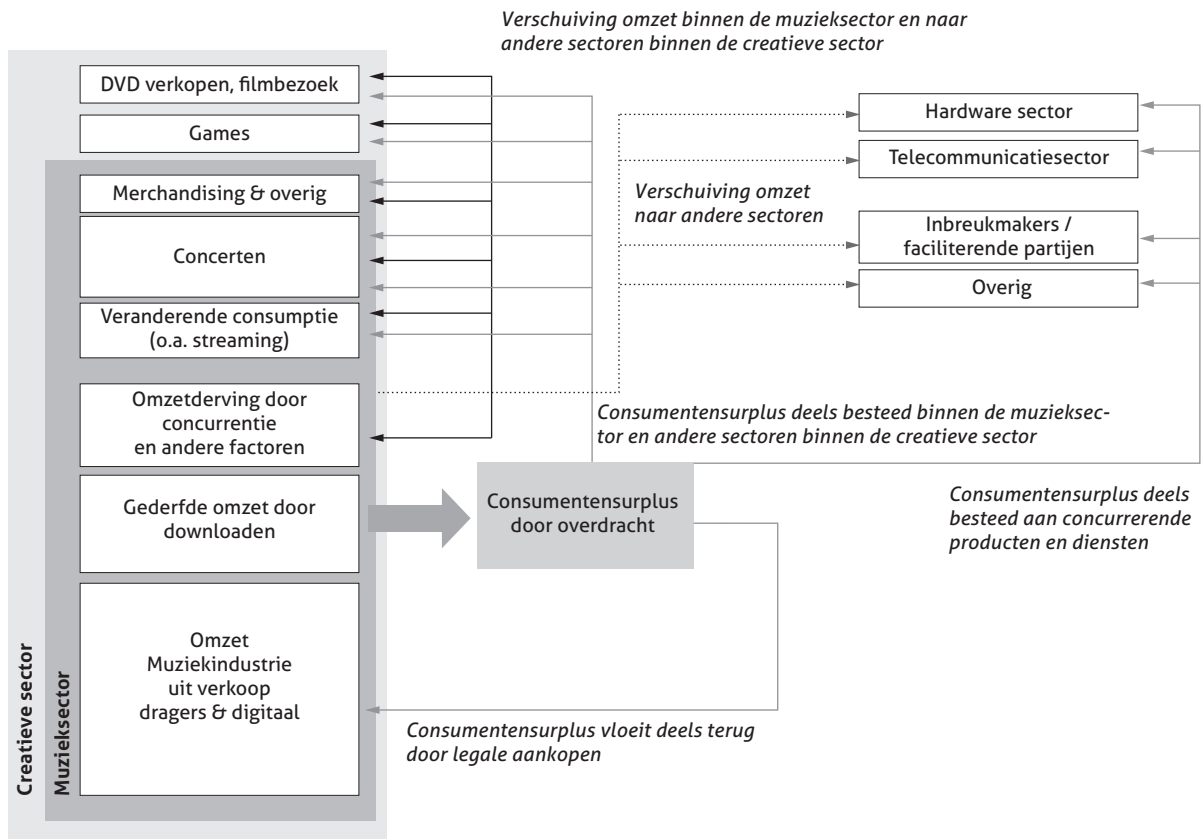 Verschuiving omzet binnen de muzieksector en naar
andere sectoren binnen de creatieve sector
DVD verkopen, filmbezoek
Games
Merchandising & overig
Concerten
Veranderende consumptie
(o.a. streaming)
Omzetderving door
concurrentie
en andere factoren
Gederfde omzet door
downloaden
Omzet
Muziekindustrie
uit verkoop
dragers & digitaal
Creatieve sector
Muzieksector
Hardware sector
Telecommunicatiesector
Verschuiving omzet
naar andere sectoren
Inbreukmakers /
faciliterende partijen
Overig
Consumentensurplus deels besteed binnen de muzieksec-
tor en andere sectoren binnen de creatieve sector
Consumentensurplus
door overdracht
Consumentensurplus deels
besteed aan concurrerende
producten en diensten
Consumentensurplus vloeit deels terug
door legale aankopen